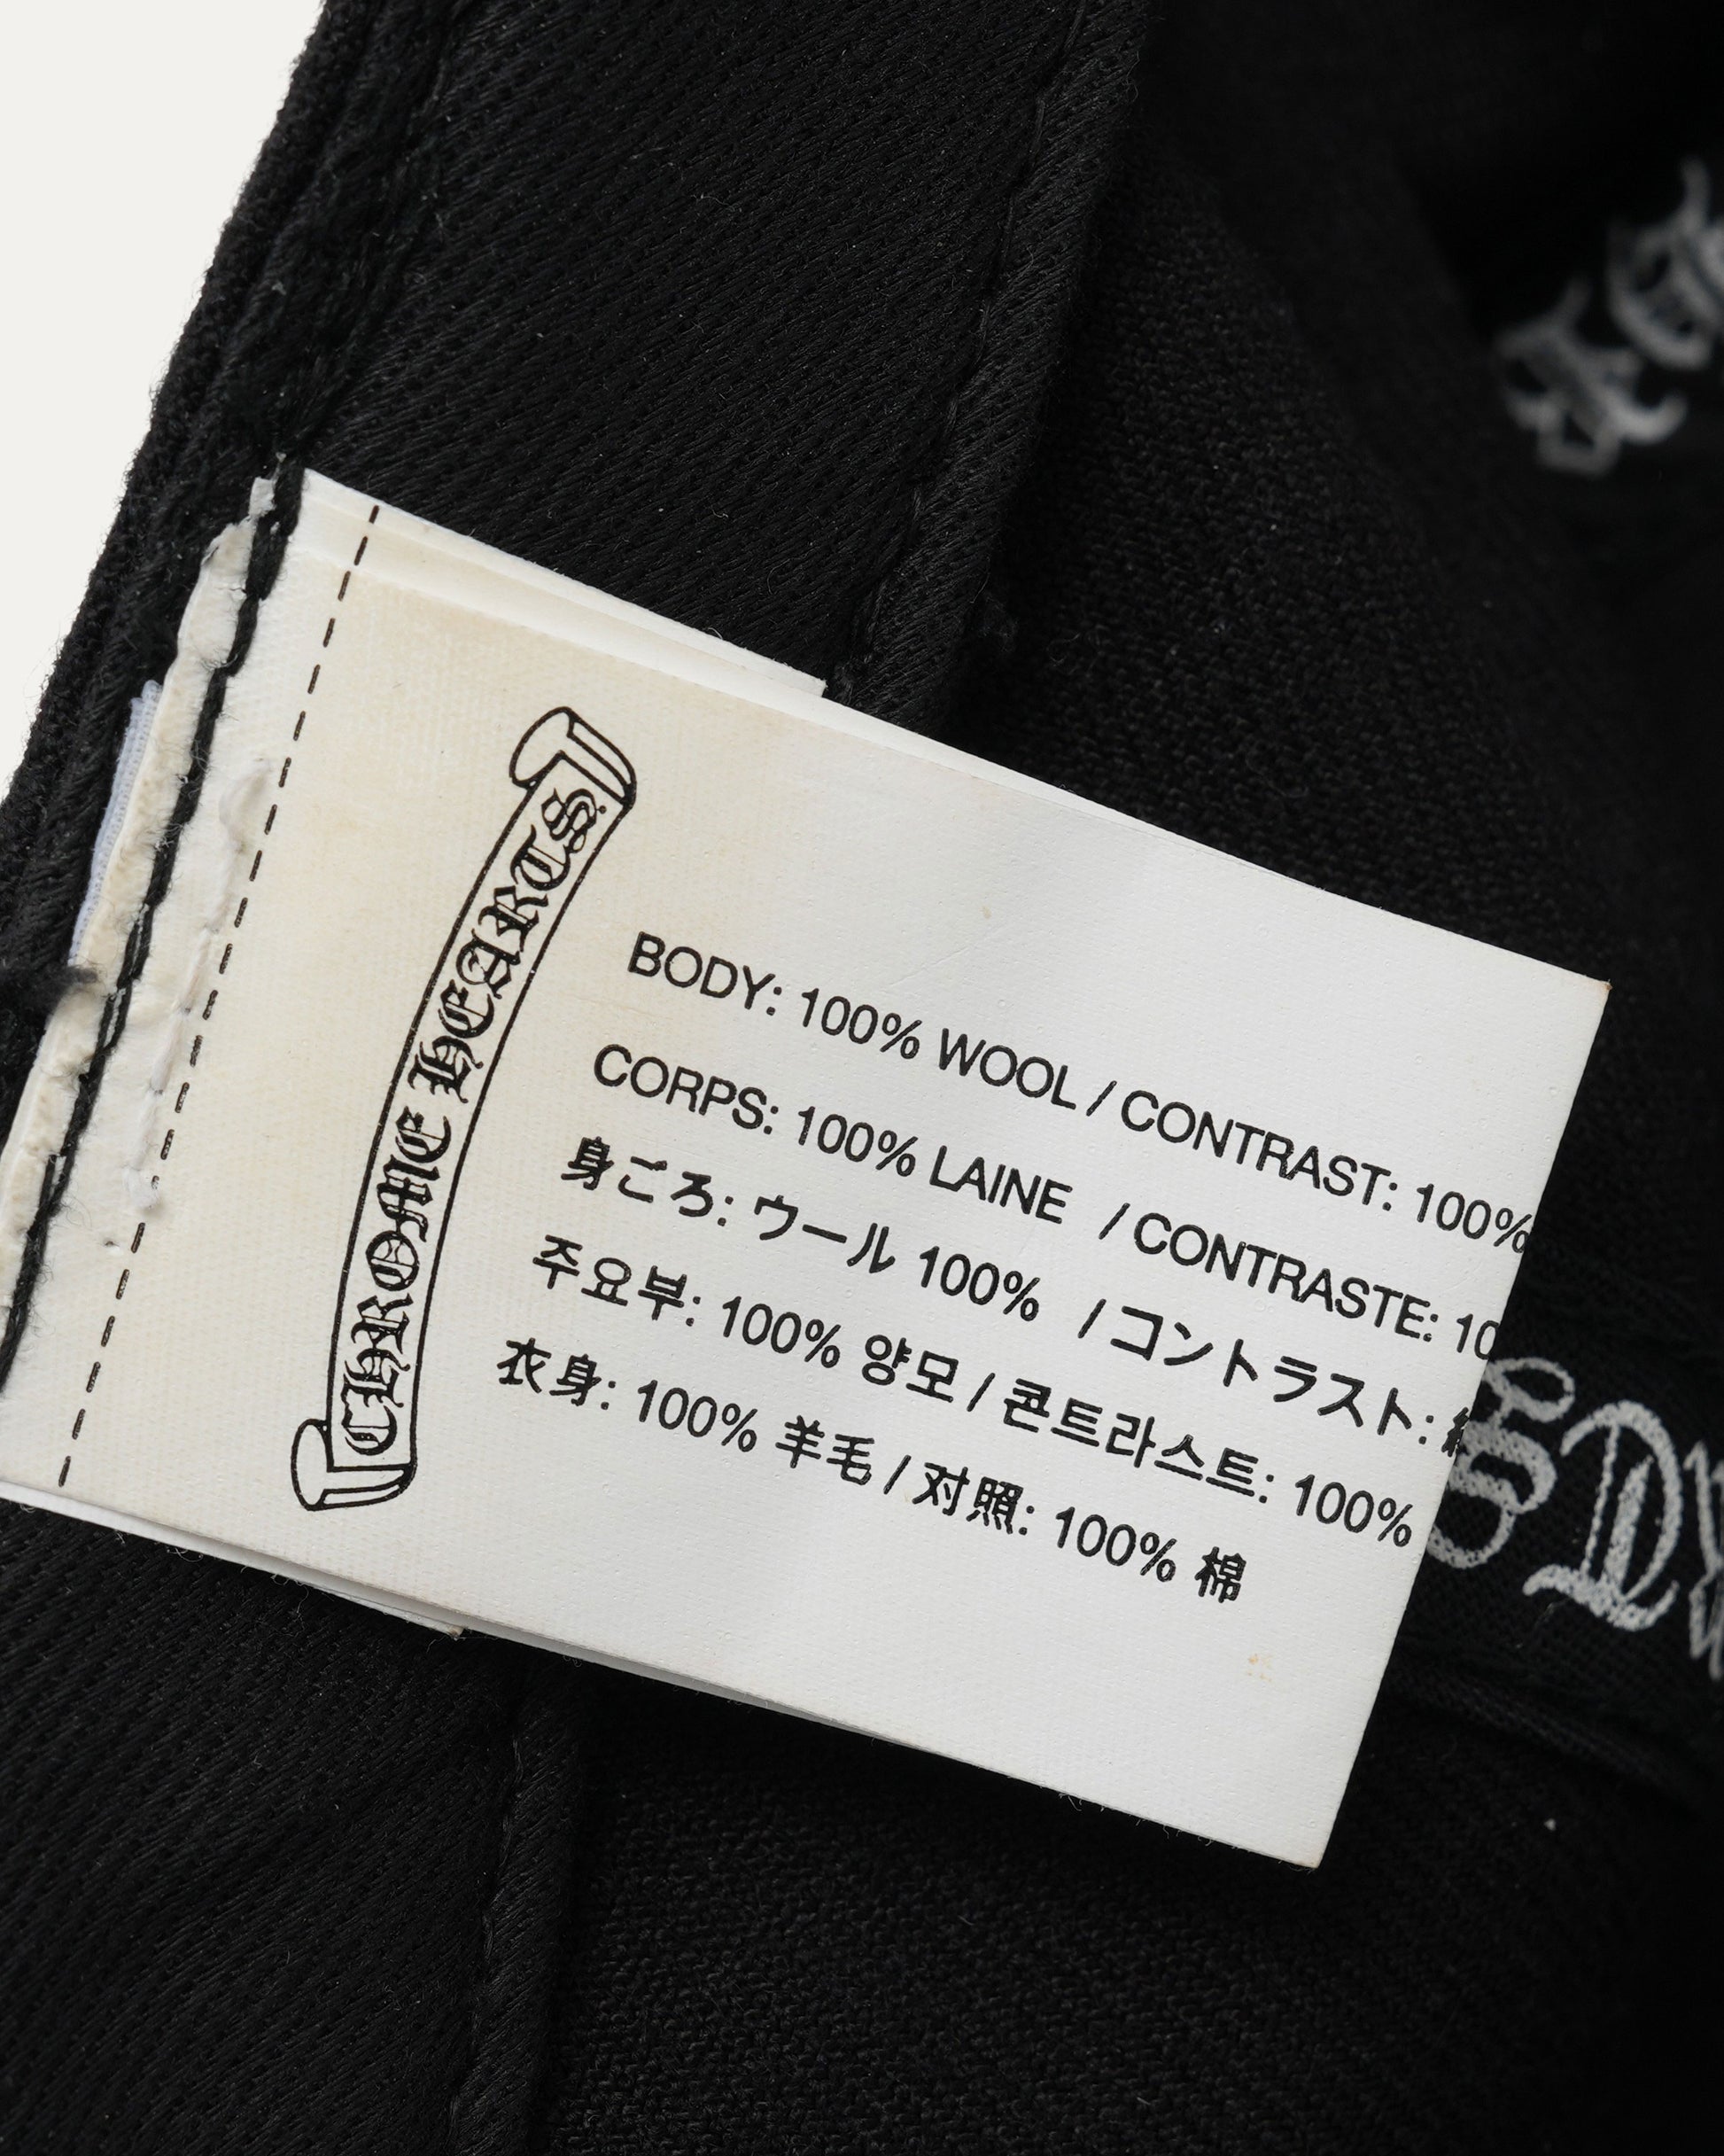 CHROME HEARTS
BODY: 100% WOOL / CONTRAST: 100%
CORPS: 100% LAINE / CONTRASTE: 10
身ごろ: ウール 100% / コントラスト:
주요부: 100% 양모 / 콘트라스트: 100%
衣身: 100% 羊毛 / 对照: 100% 棉